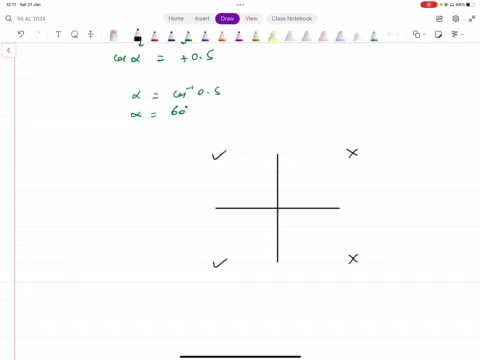 12:11 Sat 21 Jan
44%
S5 AL 2024
Home Insert Draw View Class Notebook
cos α = +0.5
α = cos⁻¹ 0.5
α = 60°
✓ ×
✓ ×